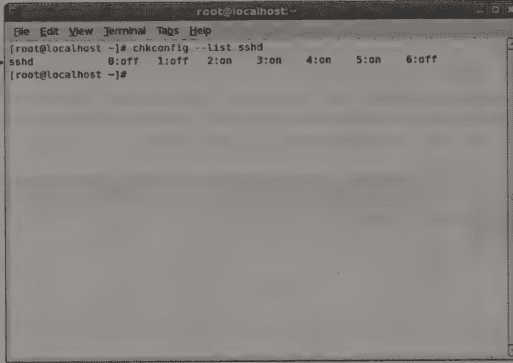 root@localhost:~
File Edit View Terminal Tabs Help
[root@localhost ~]# chkconfig --list sshd
sshd 0:off 1:off 2:on 3:on 4:on 5:on 6:off
[root@localhost ~]#